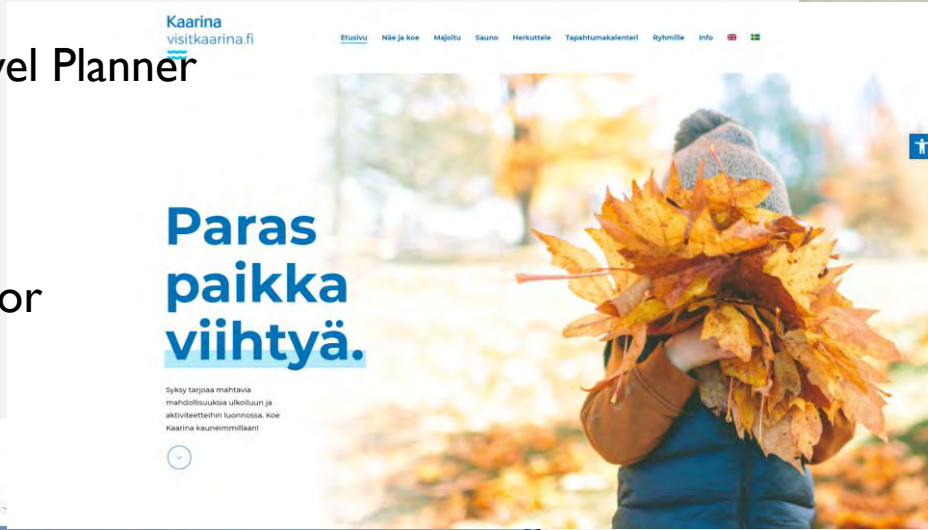 Kaarina
visitkaarina.fi
Etusivu Näe ja koe Majoitu Sauno Herkuttele Tapahtumakalenteri Ryhmille Info
vel Planner
Paras
paikka
viihtyä.
or
Syksy tarjoaa mahtavia
mahdollisuuksia ulkoiluun ja
aktiviteetteihin luonnossa. Koe
Kaarina kauneimmillaan!